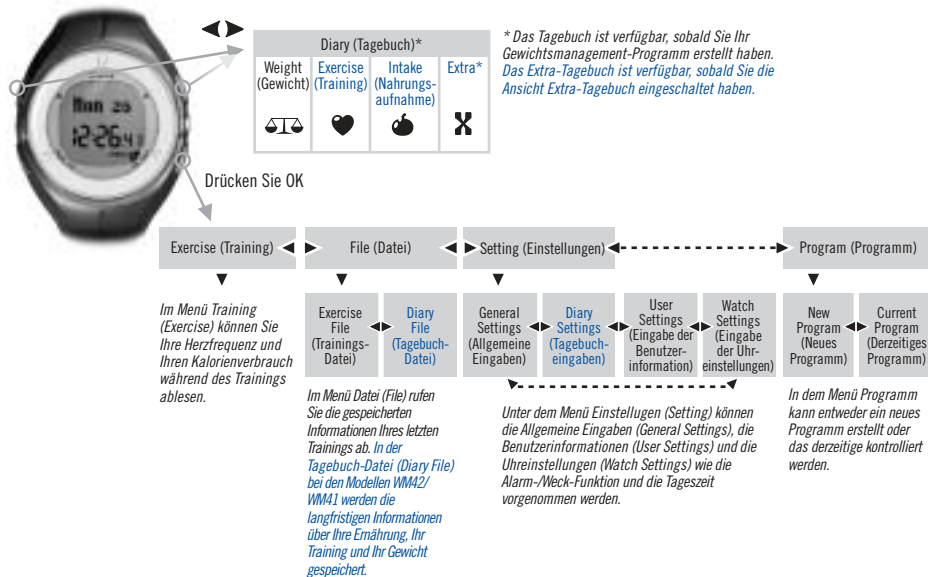 Diary (Tagebuch)*
Weight
(Gewicht)
Exercise
(Training)
Intake
(Nahrungs-
aufnahme)
Extra*
* Das Tagebuch ist verfügbar, sobald Sie Ihr
Gewichtsmanagement-Programm erstellt haben.
Das Extra-Tagebuch ist verfügbar, sobald Sie die
Ansicht Extra-Tagebuch eingeschaltet haben.
12:26.41
Drücken Sie OK
Exercise (Training)
File (Datei)
Setting (Einstellungen)
Program (Programm)
Im Menü Training
(Exercise) können Sie
Ihre Herzfrequenz und
Ihren Kalorienverbrauch
während des Trainings
ablesen.
Exercise
File
(Trainings-
Datei)
Diary
File
(Tagebuch-
Datei)
General
Settings
(Allgemeine
Eingaben)
Diary
Settings
(Tagebuch-
eingaben)
User
Settings
(Eingabe der
Benutzer-
information)
Watch
Settings
(Eingabe
der Uhr-
einstellungen)
New
Program
(Neues
Programm)
Current
Program
(Derzeitiges
Programm)
Im Menü Datei (File) rufen
Sie die gespeicherten
Informationen Ihres letzten
Trainings ab. In der
Tagebuch-Datei (Diary File)
bei den Modellen WM42/
WM41 werden die
langfristigen Informationen
über Ihre Ernährung, Ihr
Training und Ihr Gewicht
gespeichert.
Unter dem Menü Einstellugen (Setting) können
die Allgemeine Eingaben (General Settings), die
Benutzerinformationen (User Settings) und die
Uhreinstellungen (Watch Settings) wie die
Alarm-/Weck-Funktion und die Tageszeit
vorgenommen werden.
In dem Menü Programm
kann entweder ein neues
Programm erstellt oder
das derzeitige kontrolliert
werden.